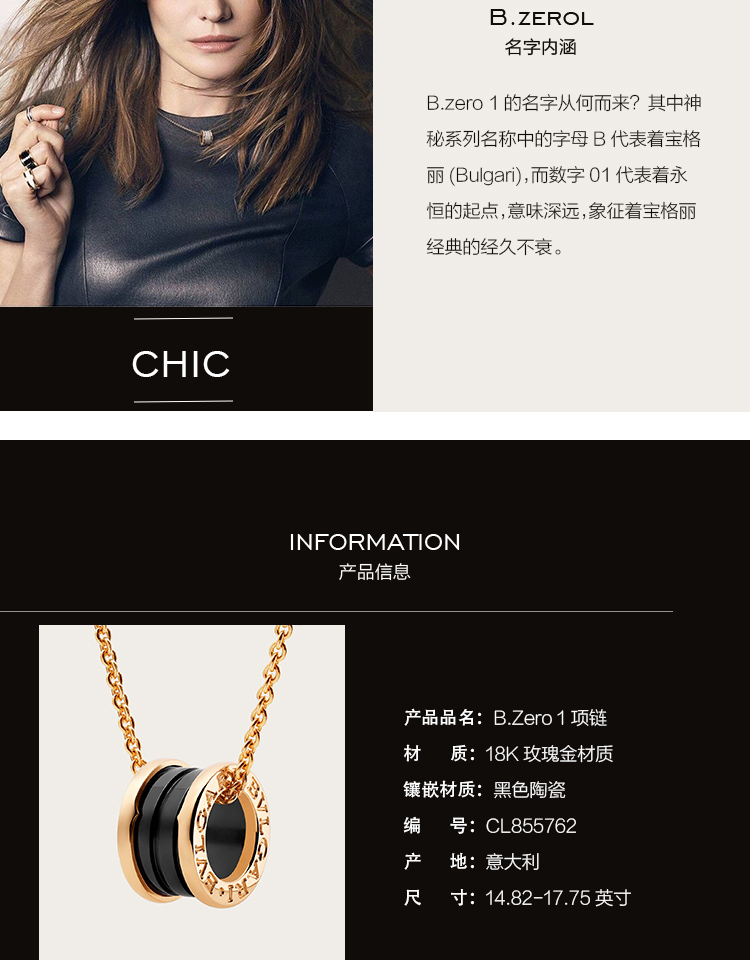 B.ZEROL
名字内涵
B.zero 1 的名字从何而来？其中神
秘系列名称中的字母 B 代表着宝格
丽 (Bulgari),而数字 01 代表着永
恒的起点,意味深远,象征着宝格丽
经典的经久不衰。
CHIC
INFORMATION
产品信息
产品品名：B.Zero 1 项链
材 质：18K 玫瑰金材质
镶嵌材质：黑色陶瓷
编 号：CL855762
产 地：意大利
尺 寸：14.82-17.75 英寸
BVLGARI · BVLGARI